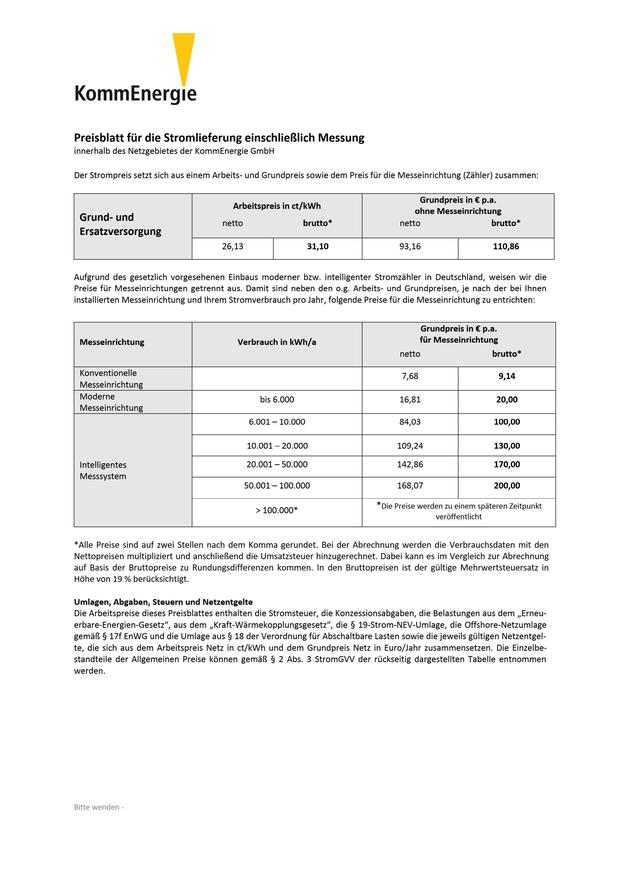 KommEnergie
Preisblatt für die Stromlieferung einschließlich Messung
innerhalb des Netzgebietes der KommEnergie GmbH
Der Strompreis setzt sich aus einem Arbeits- und Grundpreis sowie dem Preis für die Messeinrichtung (Zähler) zusammen:
Grund- und
Ersatzversorgung
Arbeitspreis in ct/kWh
netto
brutto*
Grundpreis in € p.a.
ohne Messeinrichtung
netto
brutto*
26,13
31,10
93,16
110,86
Aufgrund des gesetzlich vorgesehenen Einbaus moderner bzw. intelligenter Stromzähler in Deutschland, weisen wir die
Preise für Messeinrichtungen getrennt aus. Damit sind neben den o.g. Arbeits- und Grundpreisen, je nach der bei Ihnen
installierten Messeinrichtung und Ihrem Stromverbrauch pro Jahr, folgende Preise für die Messeinrichtung zu entrichten:
Messeinrichtung
Verbrauch in kWh/a
Grundpreis in € p.a.
für Messeinrichtung
netto
brutto*
Konventionelle
Messeinrichtung
7,68
9,14
Moderne
Messeinrichtung
bis 6.000
16,81
20,00
Intelligentes
Messsystem
6.001 – 10.000
84,03
100,00
10.001 – 20.000
109,24
130,00
20.001 – 50.000
142,86
170,00
50.001 – 100.000
168,07
200,00
> 100.000*
*Die Preise werden zu einem späteren Zeitpunkt
veröffentlicht
*Alle Preise sind auf zwei Stellen nach dem Komma gerundet. Bei der Abrechnung werden die Verbrauchsdaten mit den
Nettopreisen multipliziert und anschließend die Umsatzsteuer hinzugerechnet. Dabei kann es im Vergleich zur Abrechnung
auf Basis der Bruttopreise zu Rundungsdifferenzen kommen. In den Bruttopreisen ist der gültige Mehrwertsteuersatz in
Höhe von 19 % berücksichtigt.
Umlagen, Abgaben, Steuern und Netzentgelte
Die Arbeitspreise dieses Preisblattes enthalten die Stromsteuer, die Konzessionsabgaben, die Belastungen aus dem „Erneu-
erbare-Energien-Gesetz“, aus dem „Kraft-Wärmekopplungsgesetz“, die § 19-Strom-NEV-Umlage, die Offshore-Netzumlage
gemäß § 17f EnWG und die Umlage aus § 18 der Verordnung für Abschaltbare Lasten sowie die jeweils gültigen Netzentgel-
te, die sich aus dem Arbeitspreis Netz in ct/kWh und dem Grundpreis Netz in Euro/Jahr zusammensetzen. Die Einzelbe-
standteile der Allgemeinen Preise können gemäß § 2 Abs. 3 StromGVV der rückseitig dargestellten Tabelle entnommen
werden.
Bitte wenden -